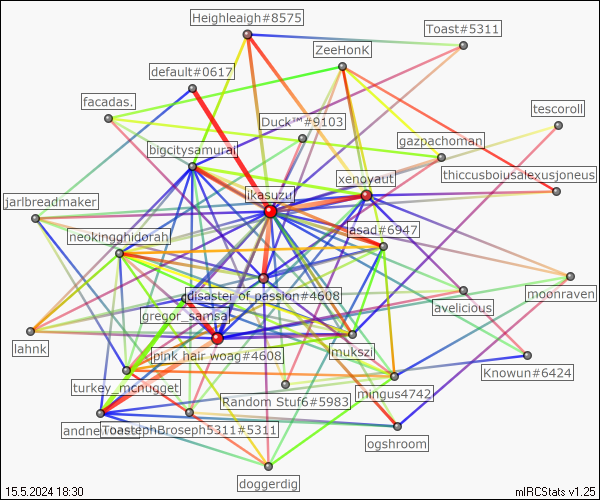 Heighleagh#8575
Toast#5311
ZeeHonK
default#0617
facadas.
tescoroll
Duck™#9103
gazpachoman
bigcitysamurai
thiccusboiusalexusjoneus
xenoyaut
ikasuzu
jarlbreadmaker
asad#6947
neokingghidorah
disaster of passion#4608
moonraven
avelicious
gregor_samsa
lahnk
mukszi
pink hair woag#4608
Knowun#6424
turkey_mcnugget
mingus4742
Random Stuf6#5983
ToastephBroseph5311#5311
ogshroom
doggerdig
15.5.2024 18:30
mIRCStats v1.25